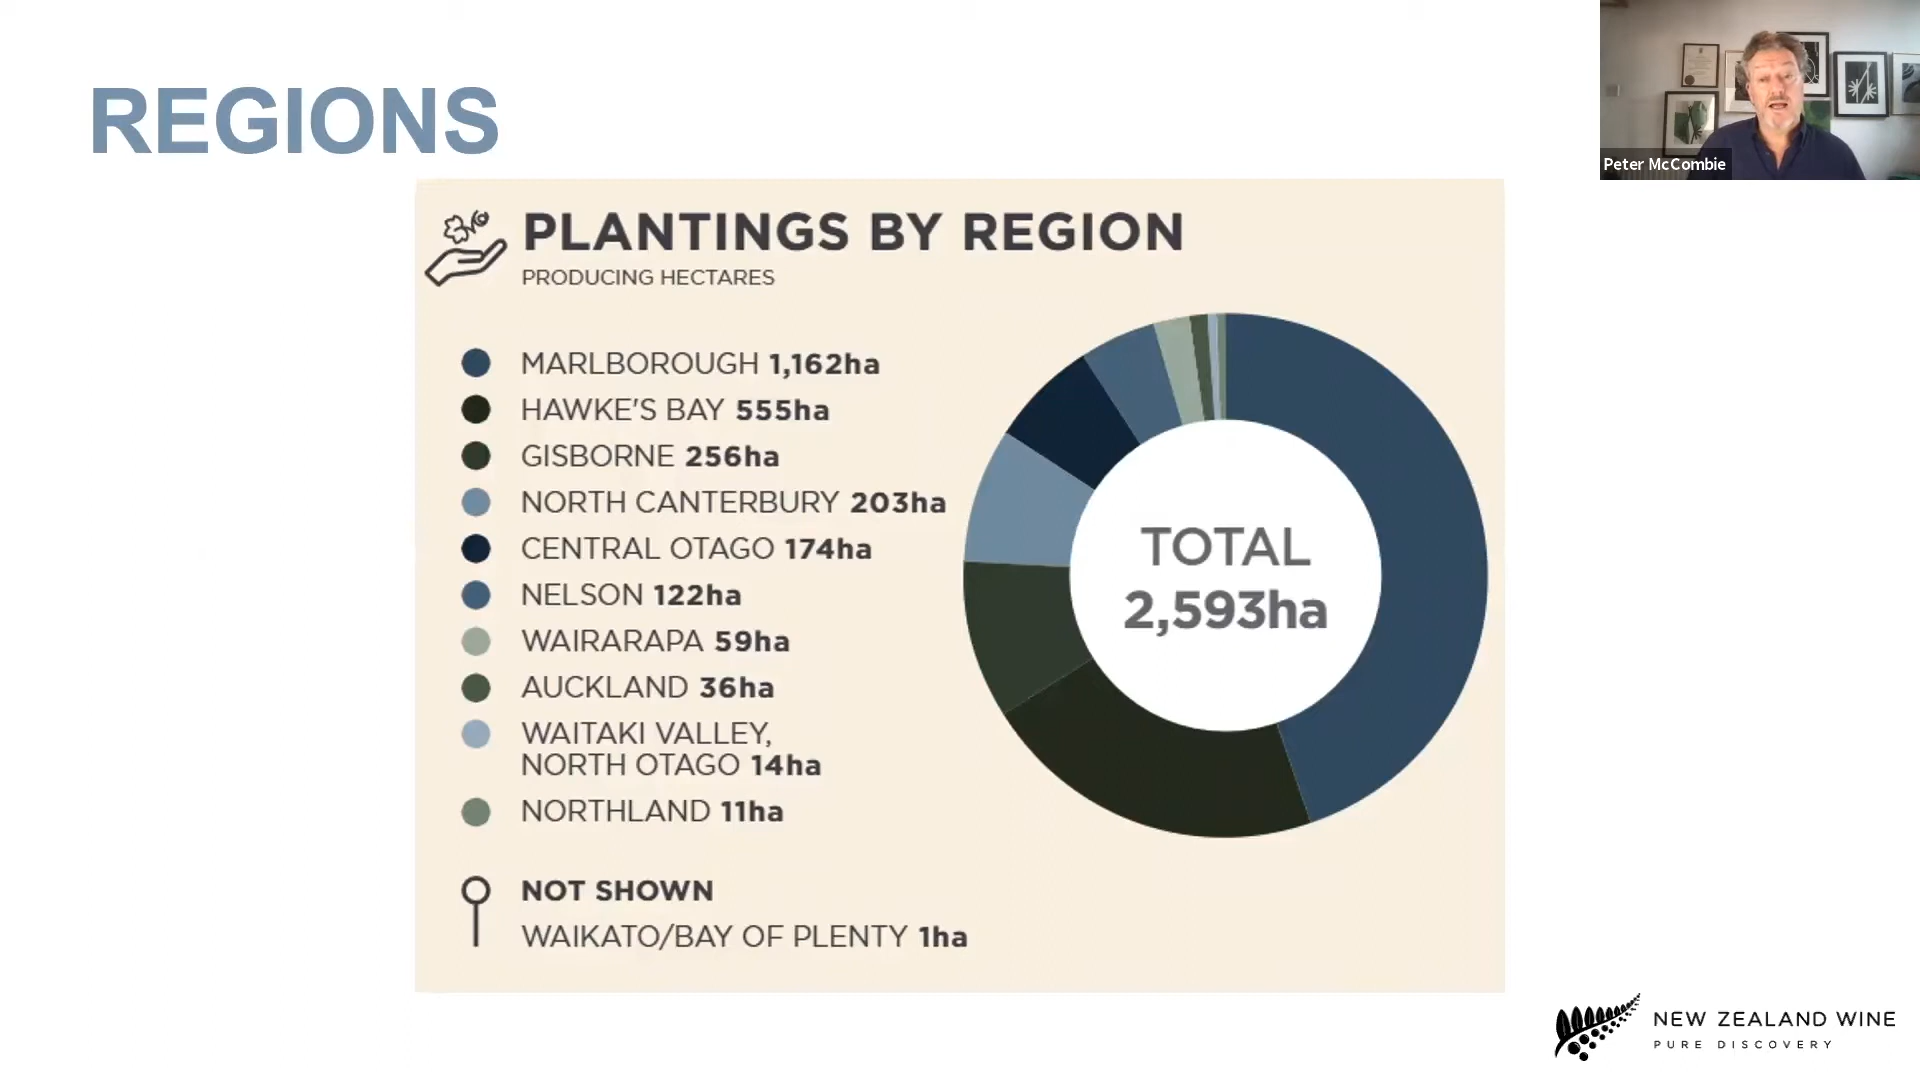 REGIONS
Peter McCombie
PLANTINGS BY REGION
PRODUCING HECTARES
MARLBOROUGH 1,162ha
HAWKE'S BAY 555ha
GISBORNE 256ha
NORTH CANTERBURY 203ha
CENTRAL OTAGO 174ha
NELSON 122ha
WAIRARAPA 59ha
AUCKLAND 36ha
WAITAKI VALLEY,
NORTH OTAGO 14ha
NORTHLAND 11ha
NOT SHOWN
WAIKATO/BAY OF PLENTY 1ha
TOTAL
2,593ha
NEW ZEALAND WINE
PURE DISCOVERY